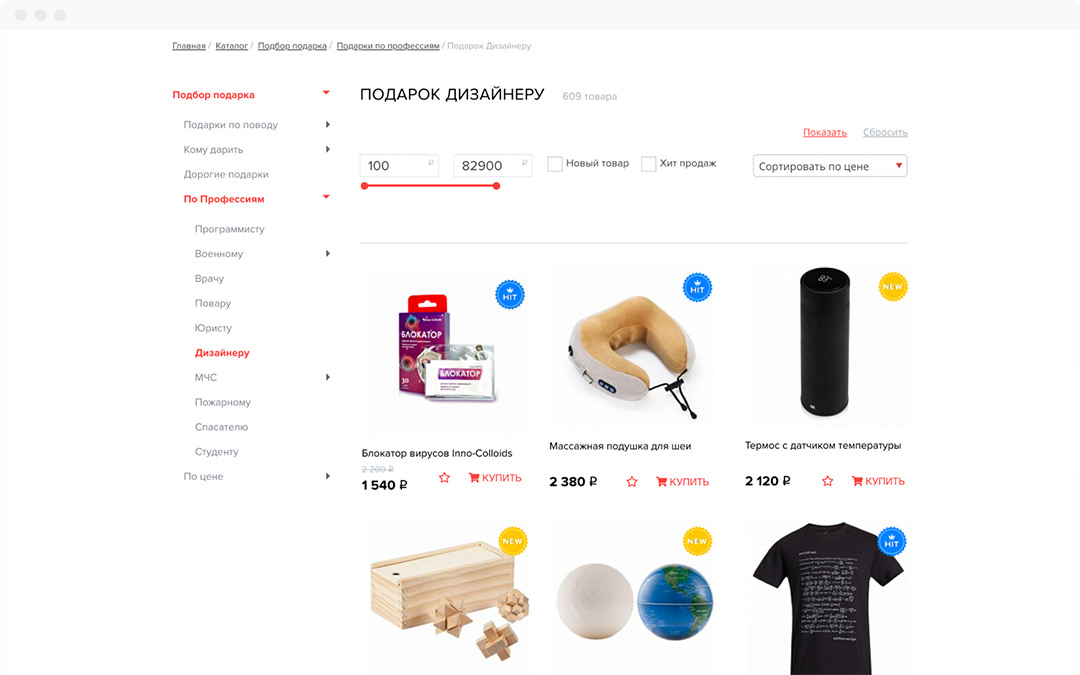 Главная / Каталог / Подбор подарка / Подарки по профессиям / Подарок Дизайнеру
Подбор подарка
Подарки по поводу
Кому дарить
Дорогие подарки
По Профессиям
Программисту
Военному
Врачу
Повару
Юристу
Дизайнеру
МЧС
Пожарному
Спасателю
Студенту
По цене
ПОДАРОК ДИЗАЙНЕРУ 609 товара
Показать Сбросить
100 ₽ 82900 ₽ Новый товар Хит продаж Сортировать по цене
HIT
БЛОКАТОР
30
БЛОКАТОР
Блокатор вирусов Inno-Colloids
2 200 ₽
1 540 ₽ КУПИТЬ
HIT
Массажная подушка для шеи
2 380 ₽ КУПИТЬ
NEW
83°
Термос с датчиком температуры
2 120 ₽ КУПИТЬ
NEW
NEW
HIT